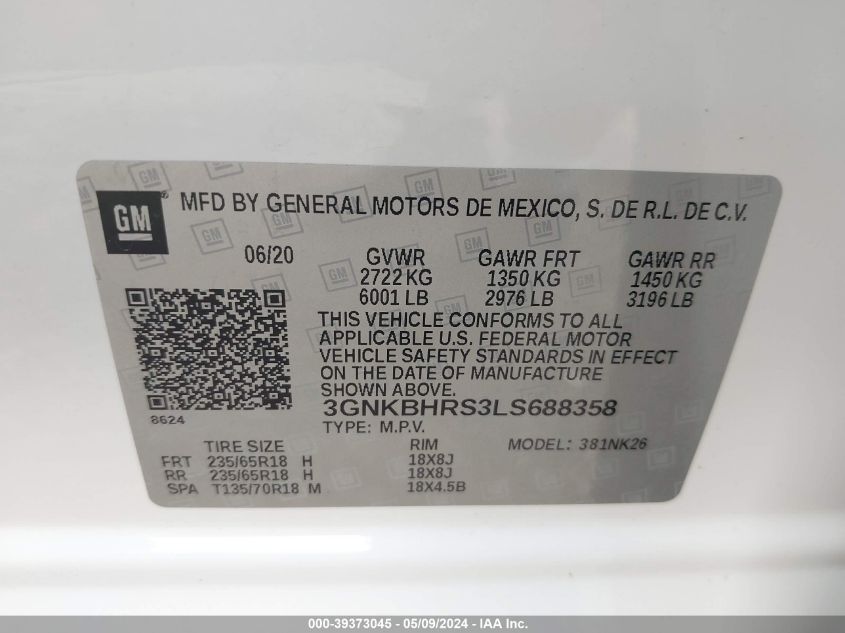 GM
MFD BY GENERAL MOTORS DE MEXICO, S. DE R.L. DE C.V.
06/20 GVWR GAWR FRT GAWR RR
2722 KG 1350 KG 1450 KG
6001 LB 2976 LB 3196 LB
THIS VEHICLE CONFORMS TO ALL
APPLICABLE U.S. FEDERAL MOTOR
VEHICLE SAFETY STANDARDS IN EFFECT
ON THE DATE OF MANUFACTURE
SHOWN ABOVE.
3GNKBHRS3LS688358
8624
TYPE: M.P.V.
TIRE SIZE RIM MODEL: 381NK26
FRT 235/65R18 H 18X8J
RR 235/65R18 H 18X8J
SPA T135/70R18 M 18X4.5B
000-39373045 - 05/09/2024 - IAA Inc.